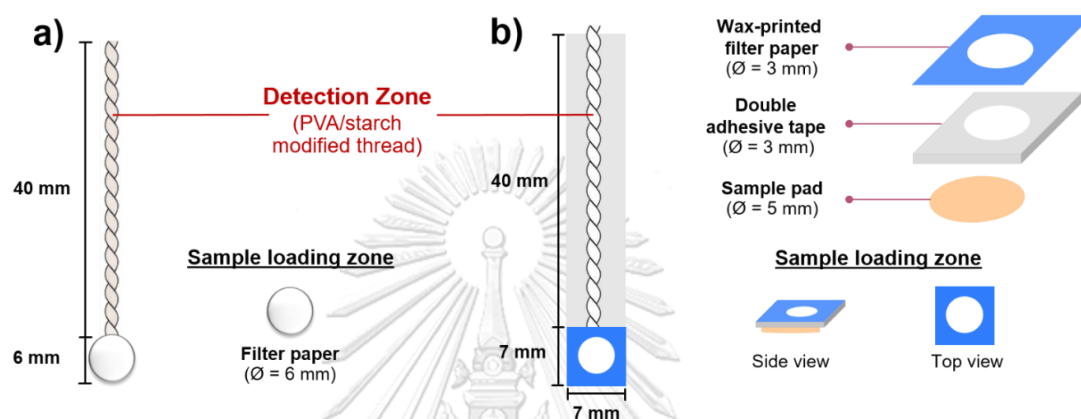 a)
40 mm
6 mm
Detection Zone
(PVA/starch
modified thread)
Sample loading zone
Filter paper
(Ø = 6 mm)
b)
40 mm
7 mm
7 mm
Wax-printed
filter paper
(Ø = 3 mm)
Double
adhesive tape
(Ø = 3 mm)
Sample pad
(Ø = 5 mm)
Sample loading zone
Side view
Top view